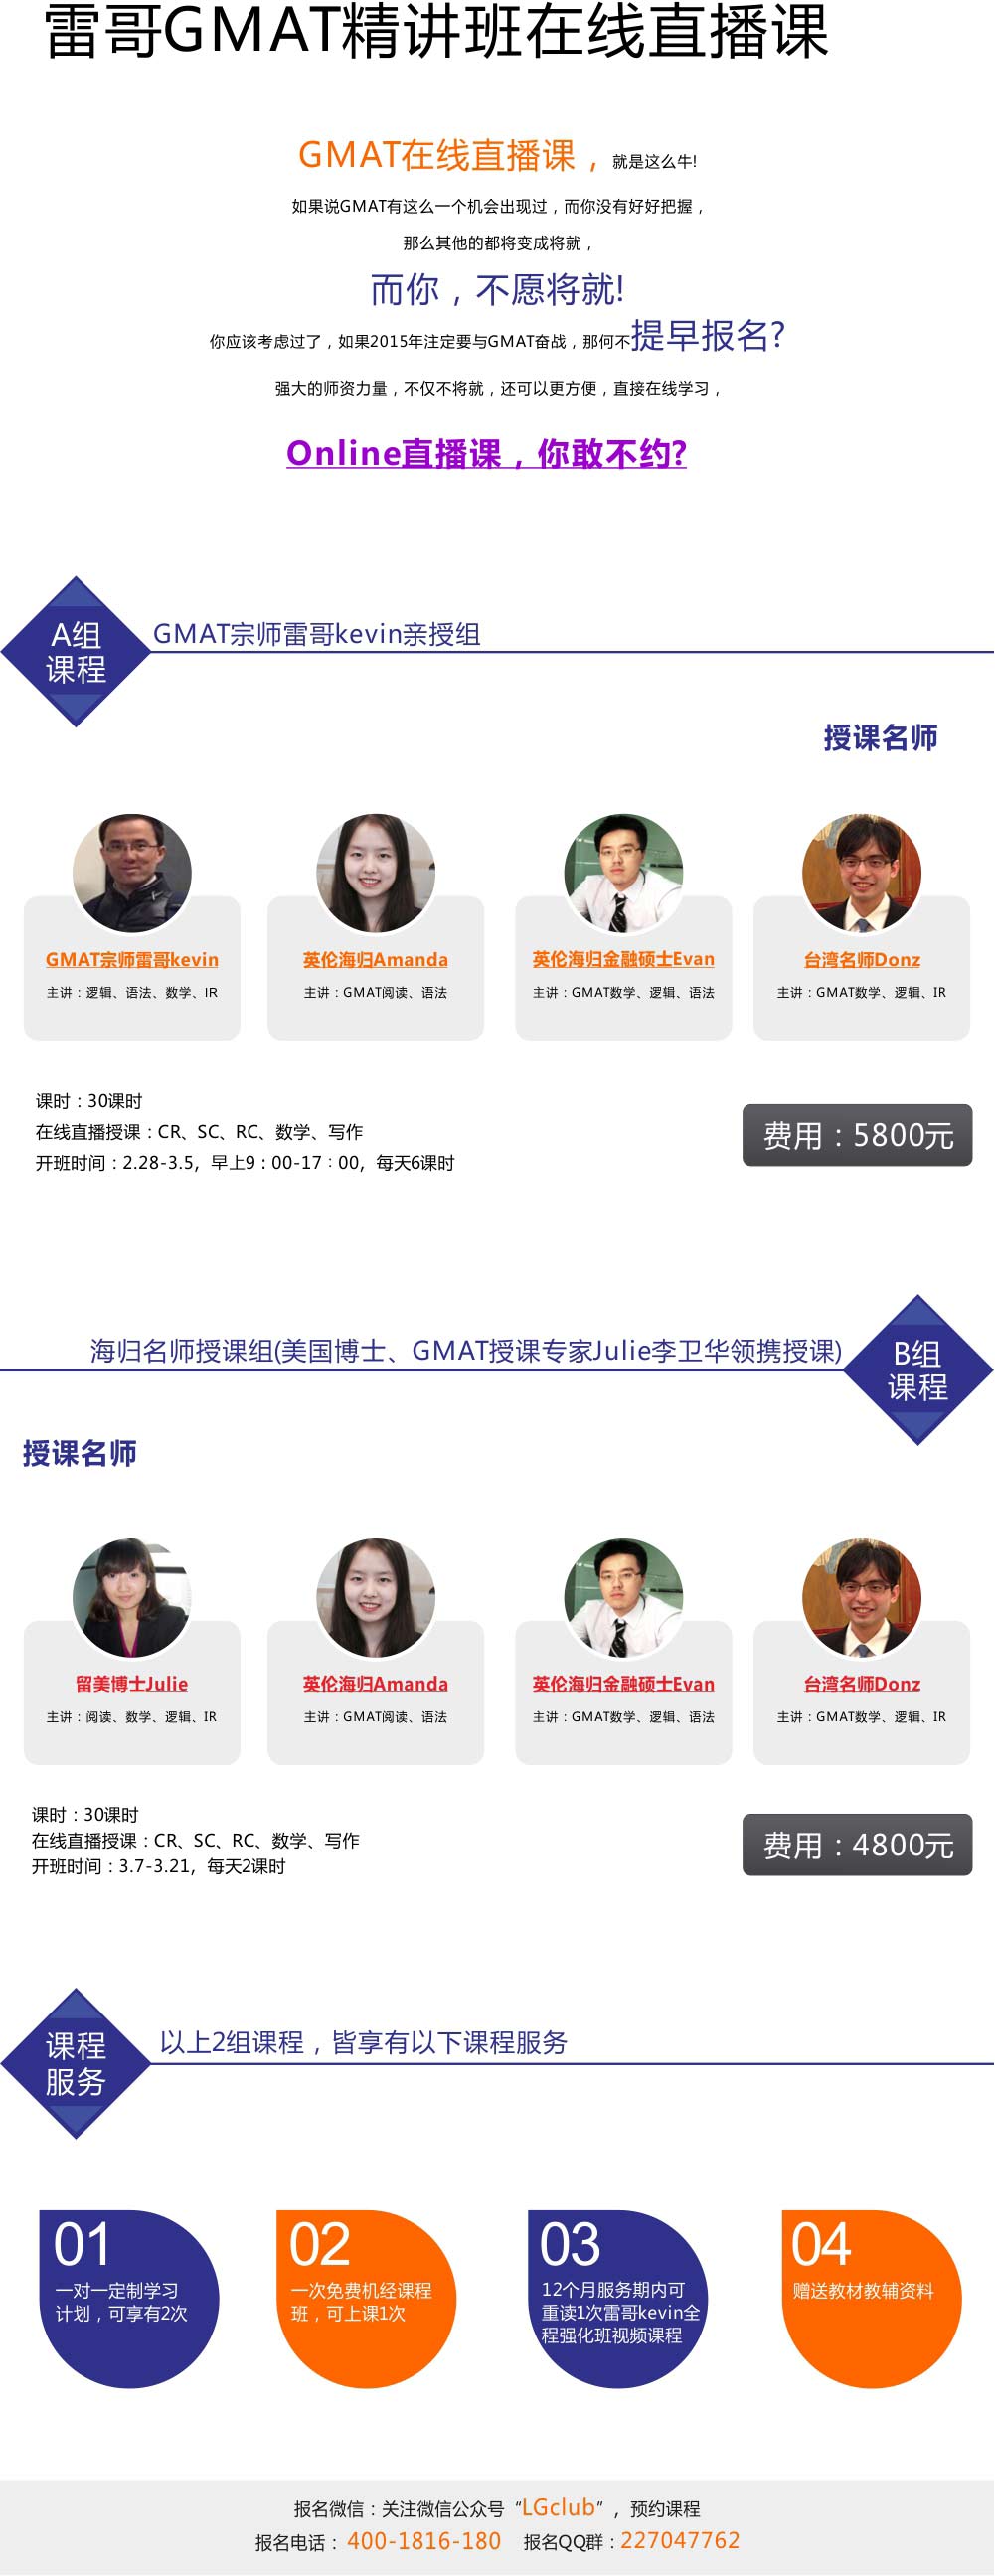 雷哥GMAT精讲班在线直播课
GMAT在线直播课，就是这么牛!
如果说GMAT有这么一个机会出现过，而你没有好好把握，
那么其他的都将变成将就，
而你，不愿将就!
你应该考虑过了，如果2015年注定要与GMAT奋战，那何不提早报名?
强大的师资力量，不仅不将就，还可以更方便，直接在线学习，
Online直播课，你敢不约?
A组
课程
GMAT宗师雷哥kevin亲授组
授课名师
GMAT宗师雷哥kevin
主讲：逻辑、语法、数学、IR
英伦海归Amanda
主讲：GMAT阅读、语法
英伦海归金融硕士Evan
主讲：GMAT数学、逻辑、语法
台湾名师Donz
主讲：GMAT数学、逻辑、IR
课时：30课时
在线直播授课：CR、SC、RC、数学、写作
开班时间：2.28-3.5，早上9：00-17：00，每天6课时
费用：5800元
海归名师授课组(美国博士、GMAT授课专家Julie李卫华领携授课)
B组
课程
授课名师
留美博士Julie
主讲：阅读、数学、逻辑、IR
英伦海归Amanda
主讲：GMAT阅读、语法
英伦海归金融硕士Evan
主讲：GMAT数学、逻辑、语法
台湾名师Donz
主讲：GMAT数学、逻辑、IR
课时：30课时
在线直播授课：CR、SC、RC、数学、写作
开班时间：3.7-3.21，每天2课时
费用：4800元
课程
服务
以上2组课程，皆享有以下课程服务
01
一对一定制学习
计划，可享有2次
02
一次免费机经课程
班，可上课1次
03
12个月服务期内可
重读1次雷哥kevin全
程强化班视频课程
04
赠送教材教辅资料
报名微信：关注微信公众号“LGclub”，预约课程
报名电话：400-1816-180 报名QQ群：227047762